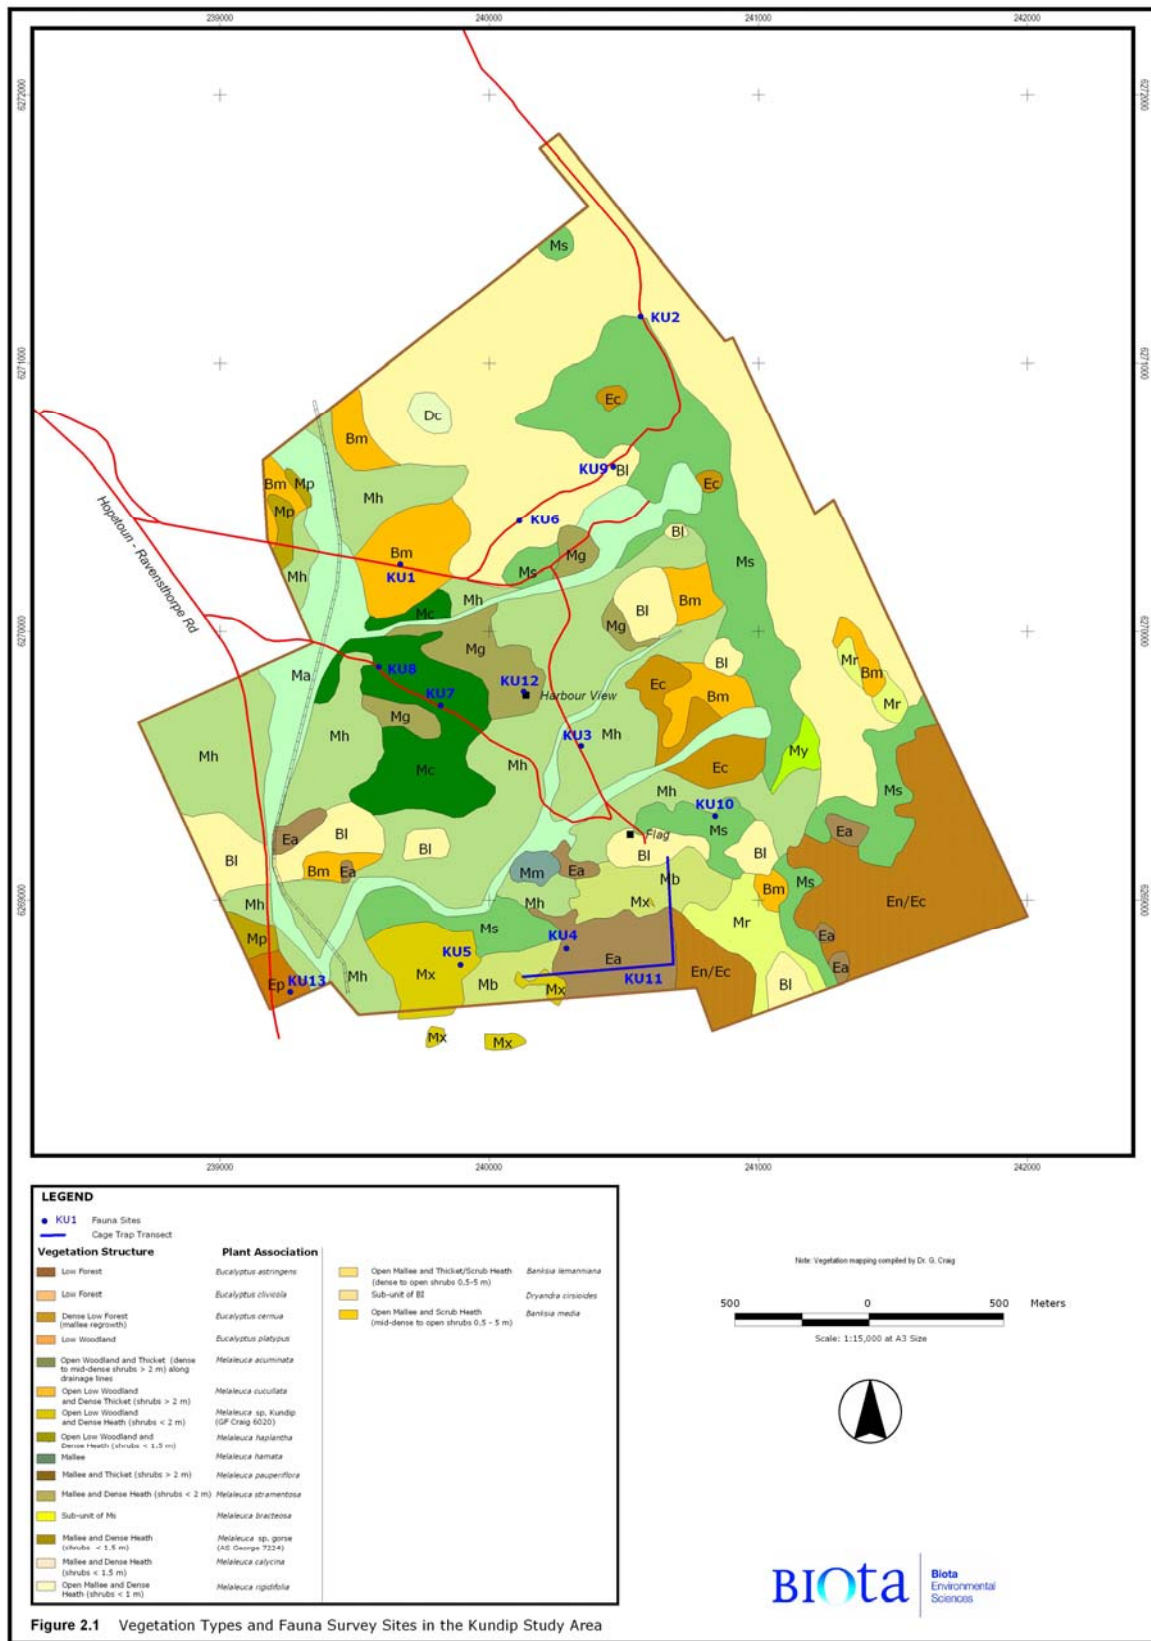 239000
240000
241000
242000
6272000
6272000
Ms
KU2
6271000
6271000
Ec
Dc
Bm
KU9
Bl
Bm
Mp
Mh
Ec
Mp
Hopetoun - Ravensthorpe Rd
KU6
Bl
Bm
Mg
Ms
Ms
KU1
Mh
Mh
Bl
Bm
Mc
Mg
6270000
6270000
Mg
Mr
KU8
Bl
Bm
Ma
KU12
Ec
Harbour View
Bm
Mr
KU7
Mg
Mh
KU3
Mh
My
Mh
Mh
Mc
Ec
Mh
Ms
KU10
Ms
Ea
Flag
Ea
Bl
Bl
Bl
Bl
Bl
Bm
Ea
Mm
Ea
Mb
Ms
Bm
Mh
Mh
Mx
En/Ec
6269000
6269000
Mr
Ms
Mp
KU4
Ea
Ea
KU5
Mx
Mh
Mb
KU11
En/Ec
Ea
Ep
KU13
Mx
Bl
Mx
Mx
239000
240000
241000
242000
LEGEND
KU1 Fauna Sites
Cage Trap Transect
Vegetation Structure Plant Association
Low Forest Eucalyptus astringens
Low Forest Eucalyptus clivicola
Dense Low Forest Eucalyptus cernua
(mallee regrowth)
Low Woodland Eucalyptus platypus
Open Woodland and Thicket (dense Melaleuca acuminata
to mid-dense shrubs > 2 m) along
drainage lines
Open Low Woodland Melaleuca cucullata
and Dense Thicket (shrubs > 2 m)
Open Low Woodland Melaleuca sp. Kundip
and Dense Heath (shrubs < 2 m) (GF Craig 6020)
Open Low Woodland and Melaleuca haplantha
Dense Heath (shrubs < 1.5 m)
Mallee Melaleuca hamata
Mallee and Thicket (shrubs > 2 m) Melaleuca pauperiflora
Mallee and Dense Heath (shrubs < 2 m) Melaleuca stramentosa
Sub-unit of Ms Melaleuca bracteosa
Mallee and Dense Heath Melaleuca sp. gorse
(shrubs < 1.5 m) (AS George 7224)
Mallee and Dense Heath Melaleuca calycina
(shrubs < 1.5 m)
Open Mallee and Dense Melaleuca rigidifolia
Heath (shrubs < 1 m)
Open Mallee and Thicket/Scrub Heath Banksia lemanniana
(dense to open shrubs 0.5-5 m)
Sub-unit of Bl Dryandra cirsioides
Open Mallee and Scrub Heath Banksia media
(mid-dense to open shrubs 0.5 - 5 m)
Note: Vegetation mapping compiled by Dr. G. Craig
500 0 500 Meters
Scale: 1:15,000 at A3 Size
BIOta
Biota
Environmental
Sciences
Figure 2.1 Vegetation Types and Fauna Survey Sites in the Kundip Study Area